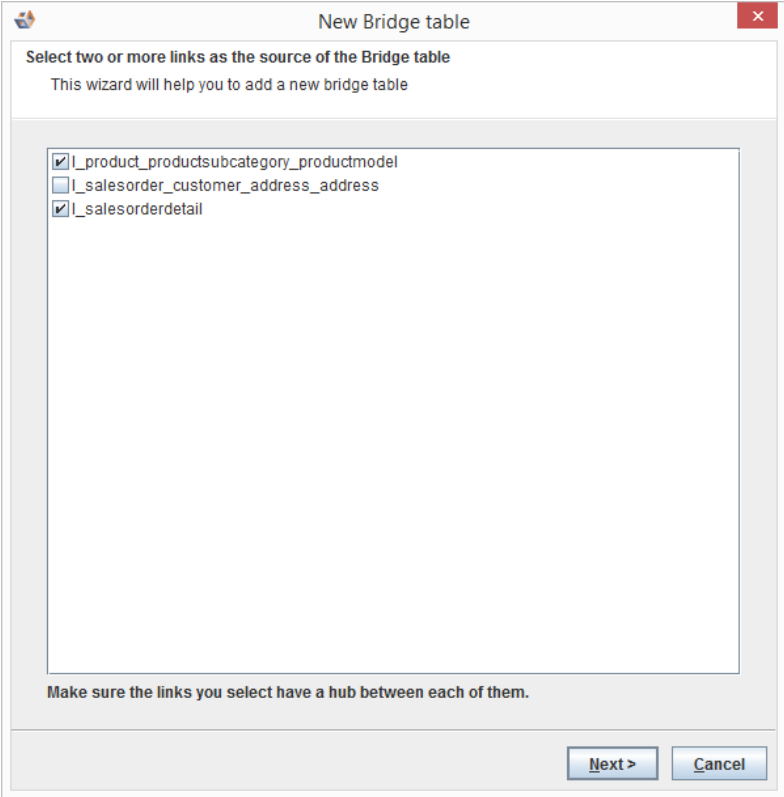 New Bridge table
Select two or more links as the source of the Bridge table
This wizard will help you to add a new bridge table
l_product_productsubcategory_productmodel
l_salesorder_customer_address_address
l_salesorderdetail
Make sure the links you select have a hub between each of them.
Next >
Cancel